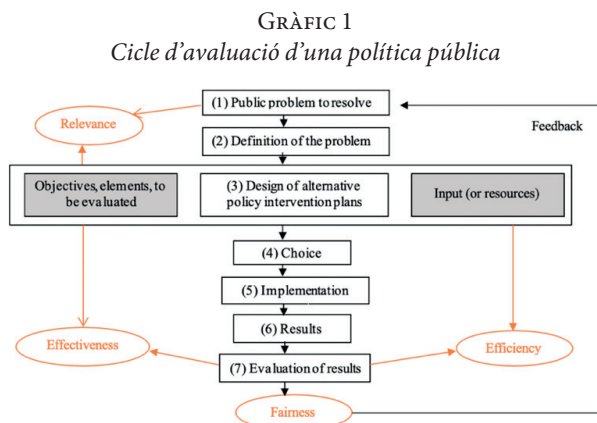 Gràfic 1
Cicle d’avaluació d’una política pública
(1) Public problem to resolve
Relevance
Feedback
(2) Definition of the problem
Objectives, elements, to
be evaluated
(3) Design of alternative
policy intervention plans
Input (or resources)
(4) Choice
(5) Implementation
(6) Results
Effectiveness
Efficiency
(7) Evaluation of results
Fairness